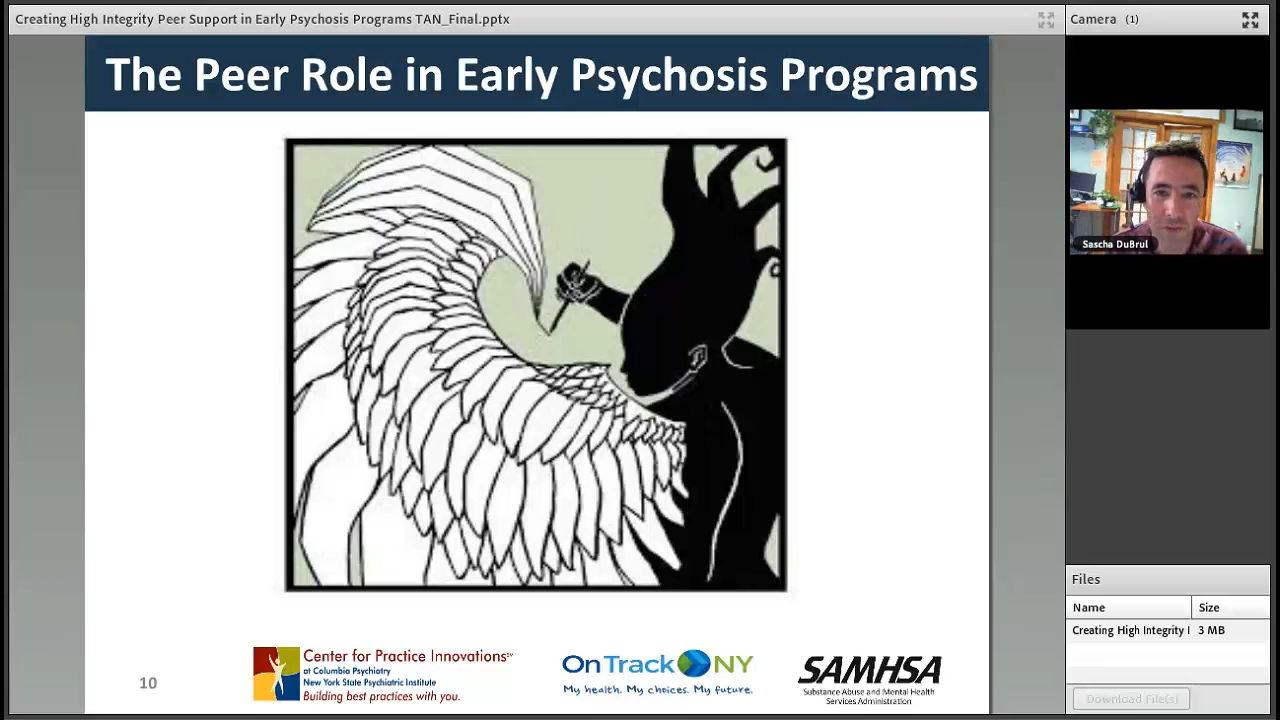 Creating High Integrity Peer Support in Early Psychosis Programs TAN_Final.pptx
Camera (1)
The Peer Role in Early Psychosis Programs
Sascha DuBrul
Files
Name Size
Creating High Integrity I 3 MB
Download File(s)
10
Center for Practice Innovations℠
at Columbia Psychiatry
New York State Psychiatric Institute
Building best practices with you.
OnTrackNY
My health. My choices. My future.
SAMHSA
Substance Abuse and Mental Health
Services Administration